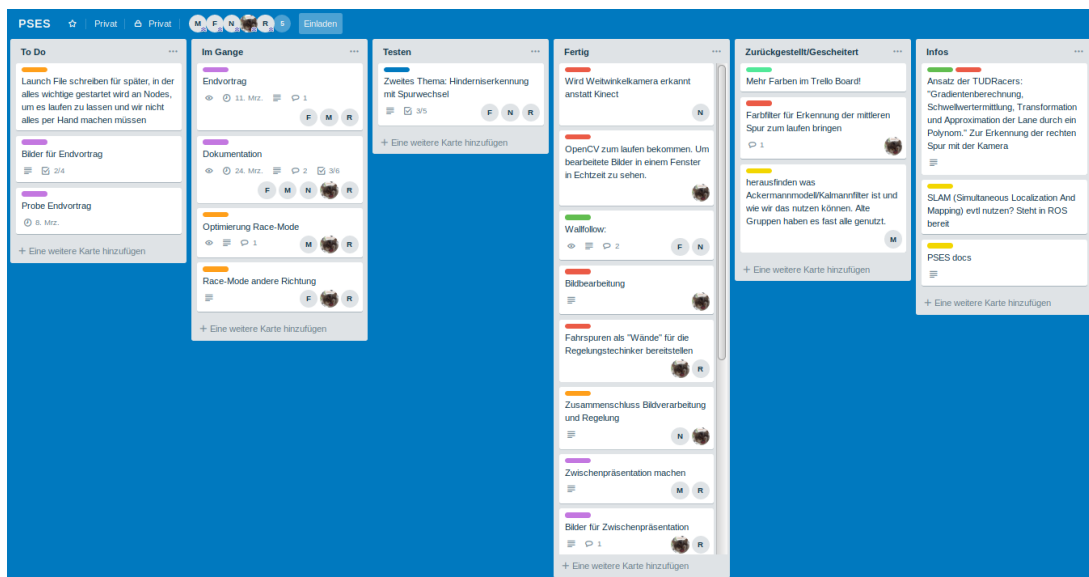 PSES
Privat
Privat
M F N R 5
Einladen
To Do
Launch File schreiben für später, in der
alles wichtige gestartet wird an Nodes,
um es laufen zu lassen und wir nicht
alles per Hand machen müssen
Bilder für Endvortrag
2/4
Probe Endvortrag
8. Mrz.
+ Eine weitere Karte hinzufügen
Im Gange
Endvortrag
11. Mrz. 1
F M R
Dokumentation
24. Mrz. 2 3/6
F M N R
Optimierung Race-Mode
1
M R
Race-Mode andere Richtung
F R
+ Eine weitere Karte hinzufügen
Testen
Zweites Thema: Hinderniserkennung
mit Spurwechsel
3/5
F N R
+ Eine weitere Karte hinzufügen
Fertig
Wird Weitwinkelkamera erkannt
anstatt Kinect
N
OpenCV zum laufen bekommen. Um
bearbeitete Bilder in einem Fenster
in Echtzeit zu sehen.
Wallfollow:
2
F N
Bildbearbeitung
Fahrspuren als "Wände" für die
Regelungstechinker bereitstellen
R
Zusammenschluss Bildverarbeitung
und Regelung
N
Zwischenpräsentation machen
M R
Bilder für Zwischenpräsentation
1
R
+ Eine weitere Karte hinzufügen
Zurückgestellt/Gescheitert
Mehr Farben im Trello Board!
Farbfilter für Erkennung der mittleren
Spur zum laufen bringen
1
herausfinden was
Ackermannmodell/Kalmannfilter ist und
wie wir das nutzen können. Alte
Gruppen haben es fast alle genutzt.
M
+ Eine weitere Karte hinzufügen
Infos
Ansatz der TUDRacers:
"Gradientenberechnung,
Schwellwertermittlung, Transformation
und Approximation der Lane durch ein
Polynom." Zur Erkennung der rechten
Spur mit der Kamera
SLAM (Simultaneous Localization And
Mapping) evtl nutzen? Steht in ROS
bereit
PSES docs
+ Eine weitere Karte hinzufügen